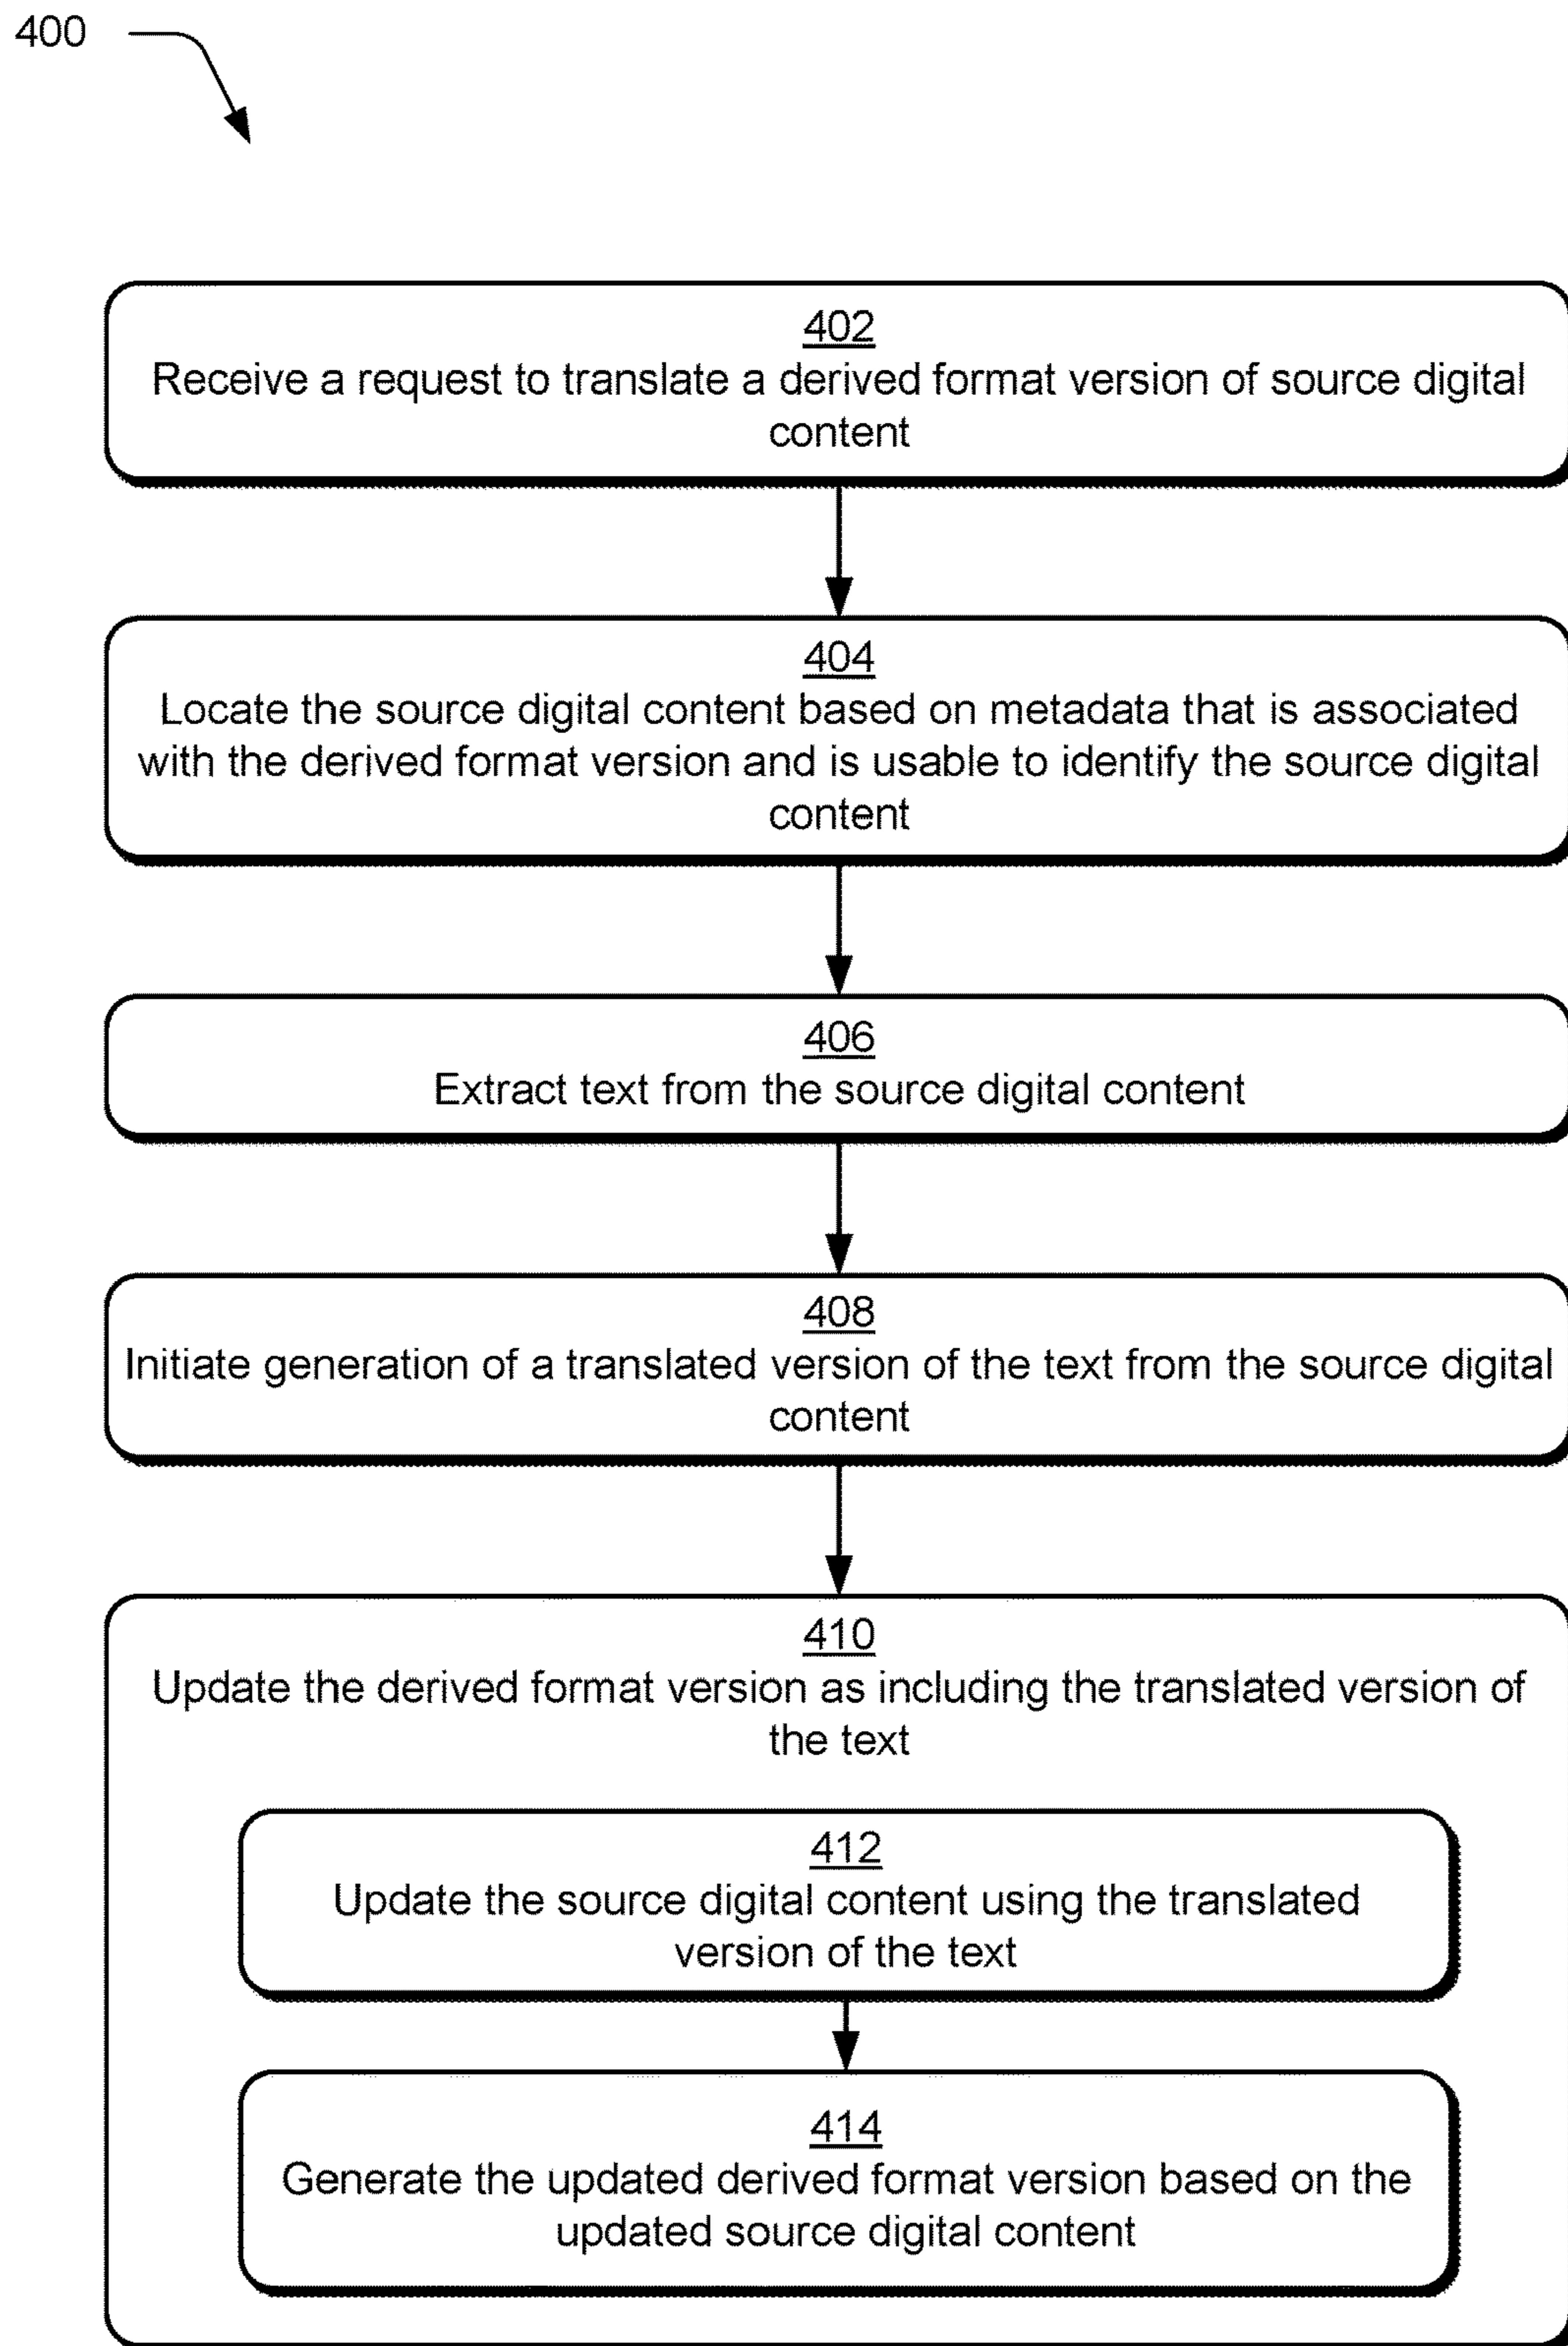 400
402
Receive a request to translate a derived format version of source digital
content
404
Locate the source digital content based on metadata that is associated
with the derived format version and is usable to identify the source digital
content
406
Extract text from the source digital content
408
Initiate generation of a translated version of the text from the source digital
content
410
Update the derived format version as including the translated version of
the text
412
Update the source digital content using the translated
version of the text
414
Generate the updated derived format version based on the
updated source digital content